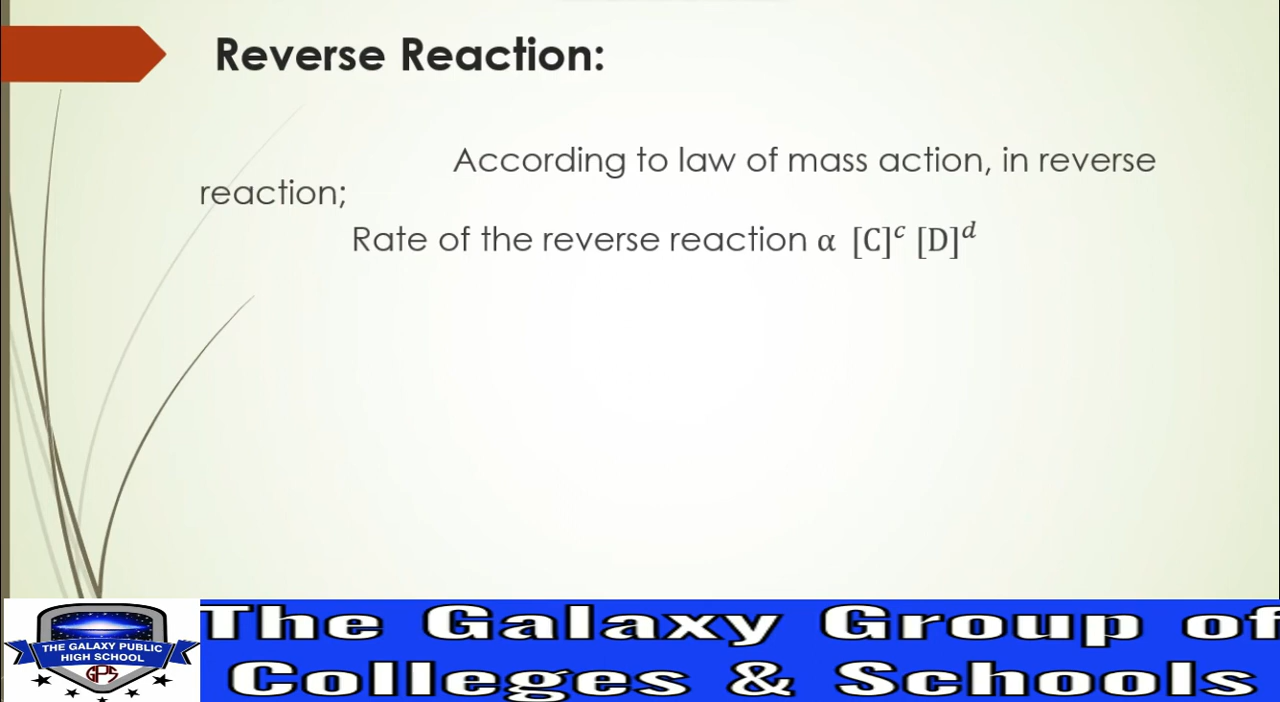 Reverse Reaction:
According to law of mass action, in reverse
reaction;
Rate of the reverse reaction α [C]ᶜ [D]ᵈ
THE GALAXY PUBLIC
HIGH SCHOOL
GPS
The Galaxy Group of
Colleges & Schools